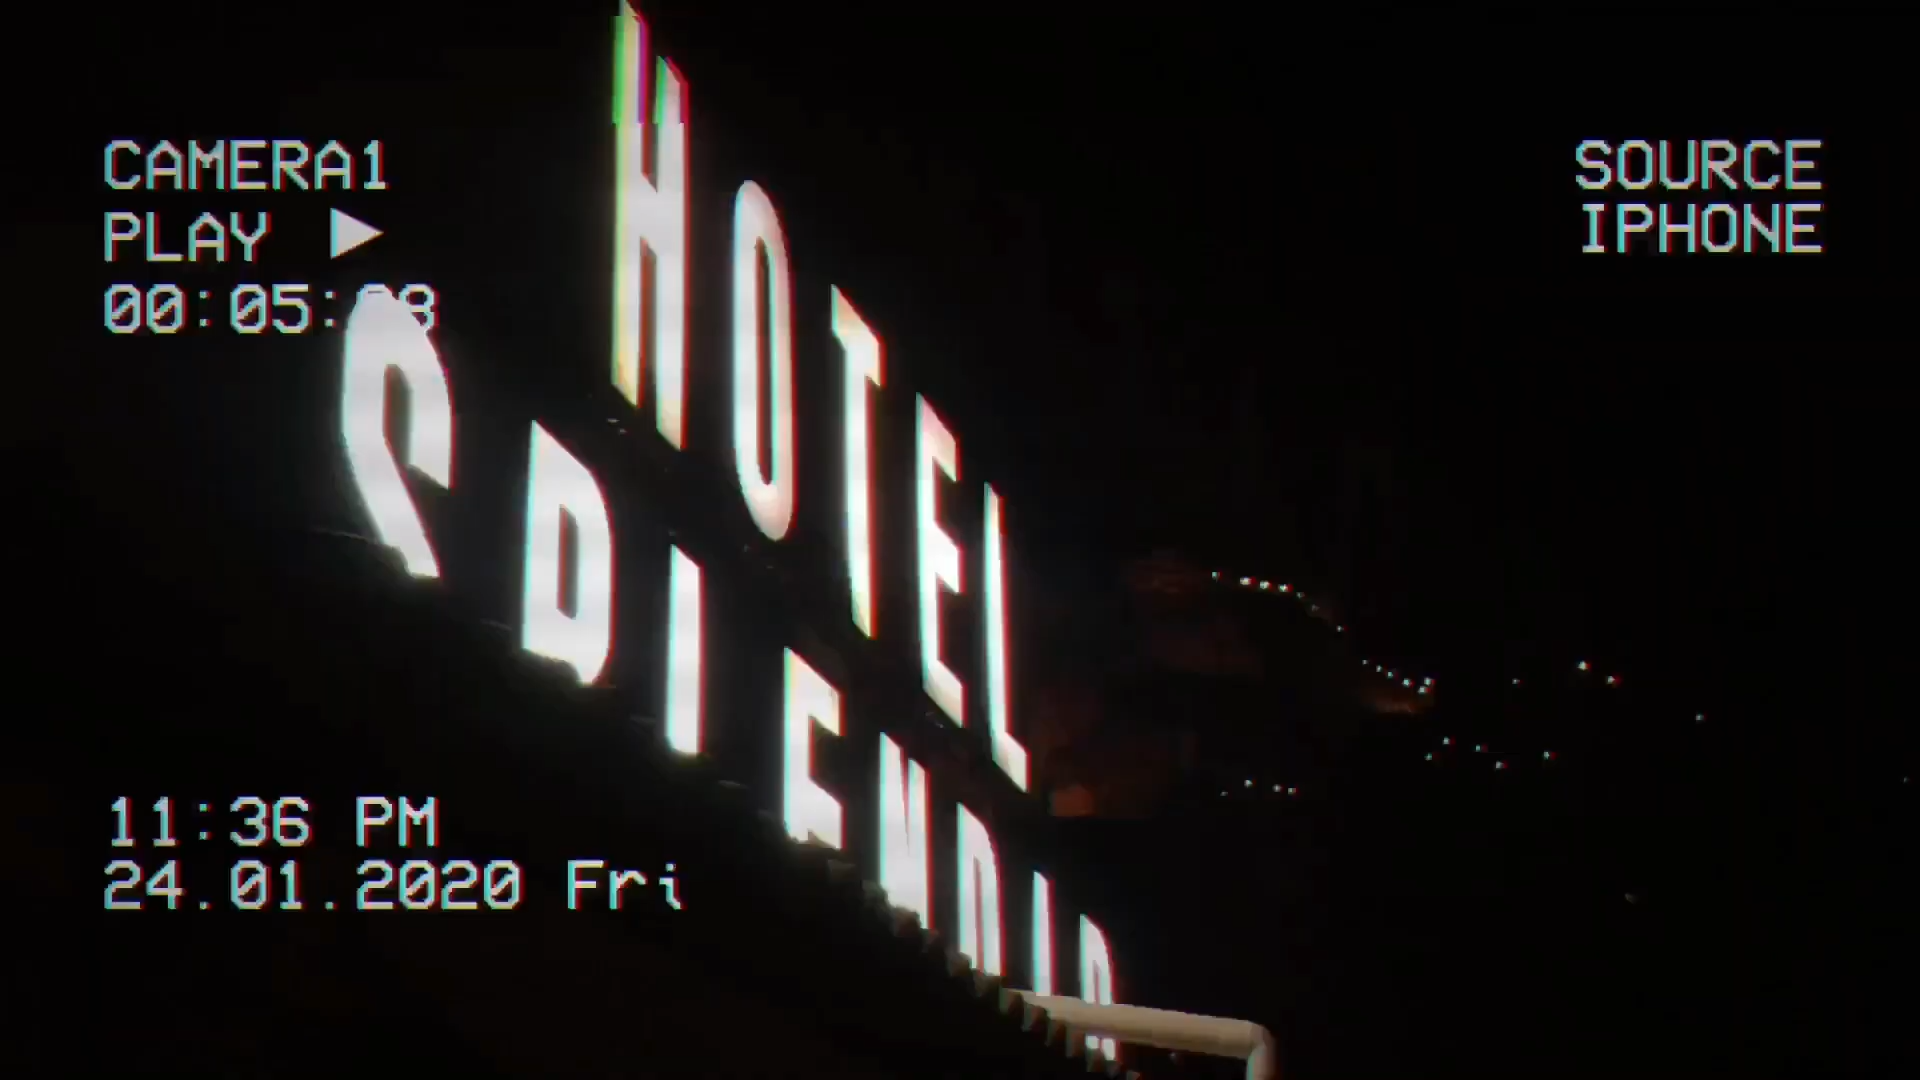 CAMERA1
PLAY
SOURCE
IPHONE
HOTEL
11:36 PM
24.01.2020 Fri